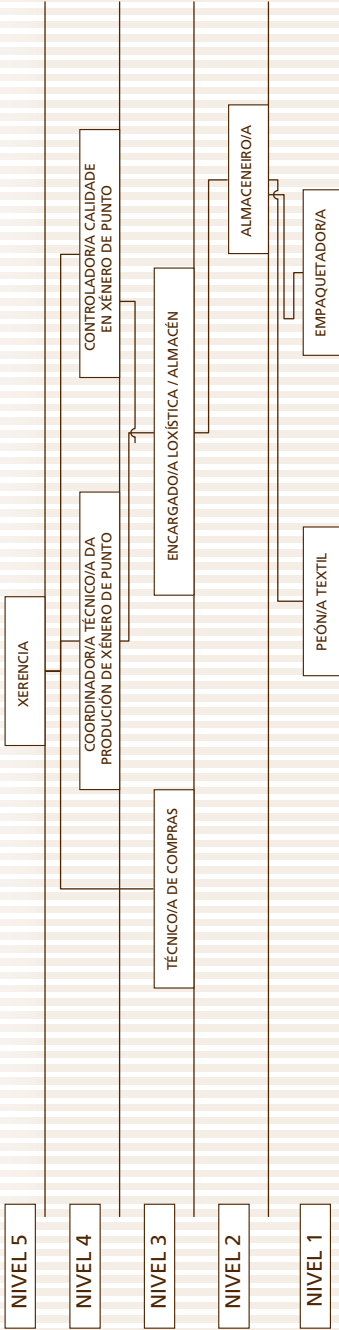 NIVEL 5
XERENCIA
NIVEL 4
COORDINADOR/A TÉCNICO/A DA
PRODUCIÓN DE XÉNERO DE PUNTO
CONTROLADOR/A CALIDADE
EN XÉNERO DE PUNTO
NIVEL 3
TÉCNICO/A DE COMPRAS
ENCARGADO/A LOXÍSTICA / ALMACÉN
NIVEL 2
ALMACENEIRO/A
NIVEL 1
PEÓN/A TEXTIL
EMPAQUETADOR/A